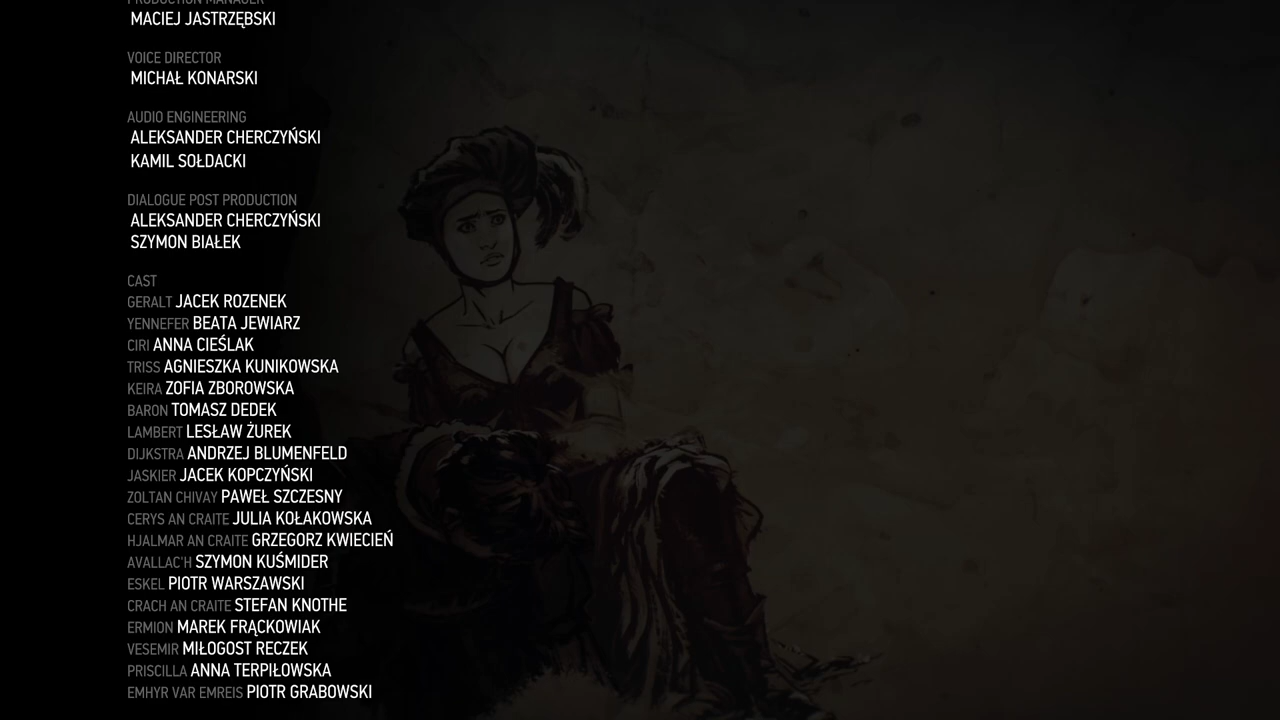 PRODUCTION MANAGER
MACIEJ JASTRZĘBSKI
VOICE DIRECTOR
MICHAŁ KONARSKI
AUDIO ENGINEERING
ALEKSANDER CHERCZYŃSKI
KAMIL SOŁDACKI
DIALOGUE POST PRODUCTION
ALEKSANDER CHERCZYŃSKI
SZYMON BIAŁEK
CAST
GERALT JACEK ROZENEK
YENNEFER BEATA JEWIARZ
CIRI ANNA CIEŚLAK
TRISS AGNIESZKA KUNIKOWSKA
KEIRA ZOFIA ZBOROWSKA
BARON TOMASZ DEDEK
LAMBERT LESŁAW ŻUREK
DIJKSTRA ANDRZEJ BLUMENFELD
JASKIER JACEK KOPCZYŃSKI
ZOLTAN CHIVAY PAWEŁ SZCZESNY
CERYS AN CRAITE JULIA KOŁAKOWSKA
HJALMAR AN CRAITE GRZEGORZ KWIECIEŃ
AVALLAC'H SZYMON KUŚMIDER
ESKEL PIOTR WARSZAWSKI
CRACH AN CRAITE STEFAN KNOTHE
ERMION MAREK FRĄCKOWIAK
VESEMIR MIŁOGOST RECZEK
PRISCILLA ANNA TERPIŁOWSKA
EMHYR VAR EMREIS PIOTR GRABOWSKI